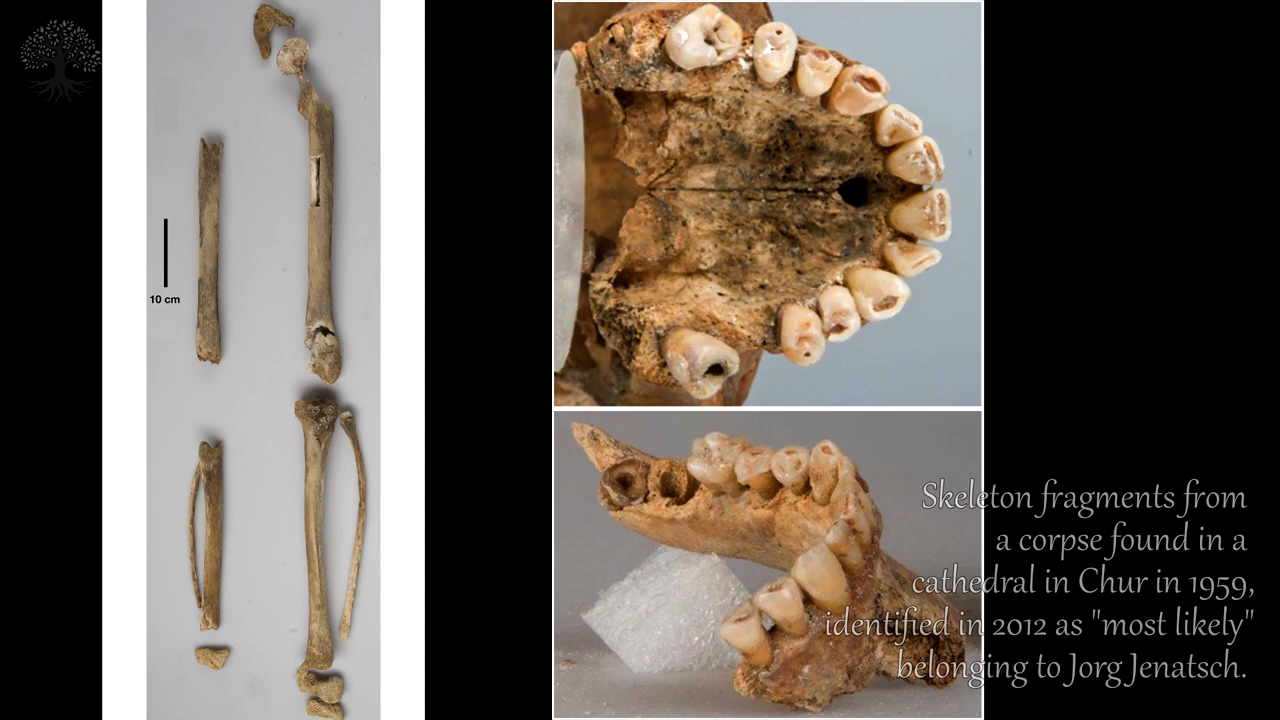 10 cm
Skeleton fragments from
a corpse found in a
cathedral in Chur in 1959,
identified in 2012 as "most likely"
belonging to Jorg Jenatsch.